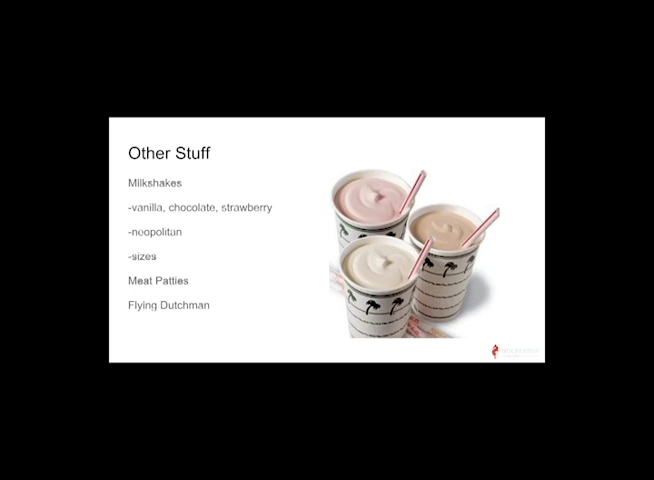 Other Stuff
Milkshakes
-vanilla, chocolate, strawberry
-neopolitan
-sizes
Meat Patties
Flying Dutchman